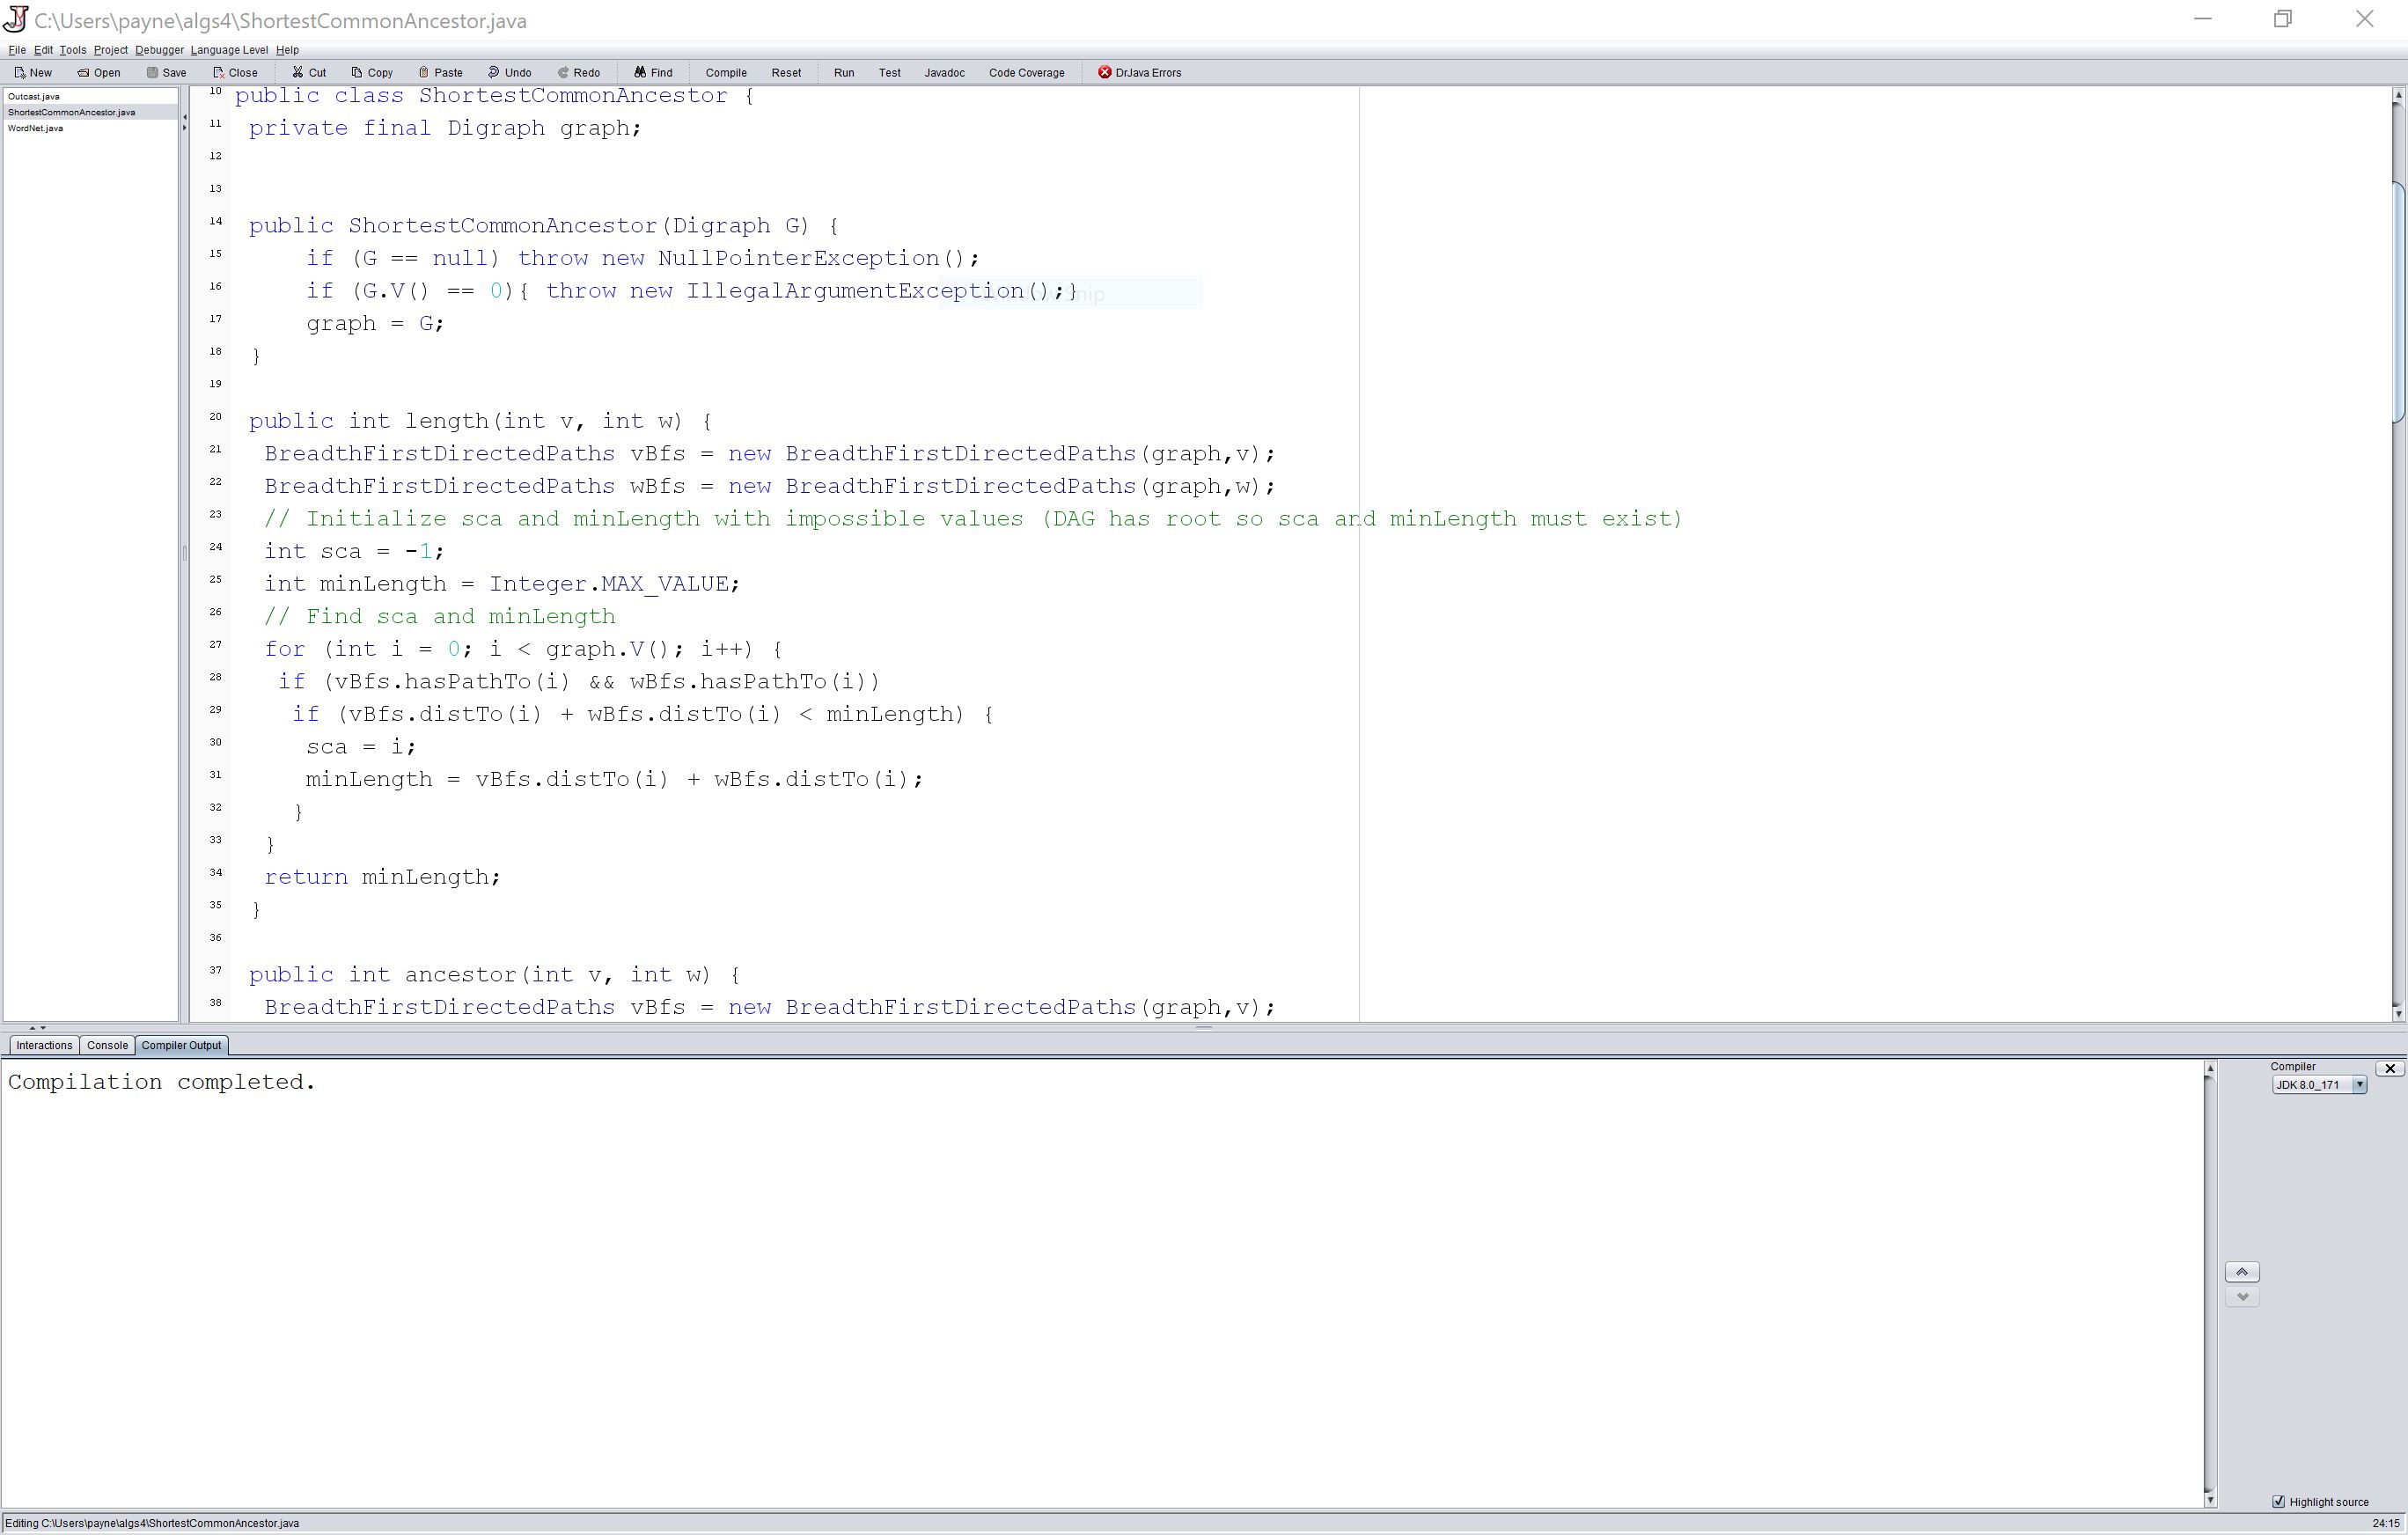 C:\Users\payne\algs4\ShortestCommonAncestor.java
File Edit Tools Project Debugger Language Level Help
New Open Save Close Cut Copy Paste Undo Redo Find Compile Reset Run Test Javadoc Code Coverage DrJava Errors
Outcast.java
ShortestCommonAncestor.java
WordNet.java
10 public class ShortestCommonAncestor {
11 private final Digraph graph;
12
13
14 public ShortestCommonAncestor(Digraph G) {
15 if (G == null) throw new NullPointerException();
16 if (G.V() == 0){ throw new IllegalArgumentException();}
17 graph = G;
18 }
19
20 public int length(int v, int w) {
21 BreadthFirstDirectedPaths vBfs = new BreadthFirstDirectedPaths(graph,v);
22 BreadthFirstDirectedPaths wBfs = new BreadthFirstDirectedPaths(graph,w);
23 // Initialize sca and minLength with impossible values (DAG has root so sca and minLength must exist)
24 int sca = -1;
25 int minLength = Integer.MAX_VALUE;
26 // Find sca and minLength
27 for (int i = 0; i < graph.V(); i++) {
28 if (vBfs.hasPathTo(i) && wBfs.hasPathTo(i))
29 if (vBfs.distTo(i) + wBfs.distTo(i) < minLength) {
30 sca = i;
31 minLength = vBfs.distTo(i) + wBfs.distTo(i);
32 }
33 }
34 return minLength;
35 }
36
37 public int ancestor(int v, int w) {
38 BreadthFirstDirectedPaths vBfs = new BreadthFirstDirectedPaths(graph,v);
Interactions Console Compiler Output
Compilation completed.
Compiler
JDK 8.0_171
Highlight source
Editing C:\Users\payne\algs4\ShortestCommonAncestor.java
24:15